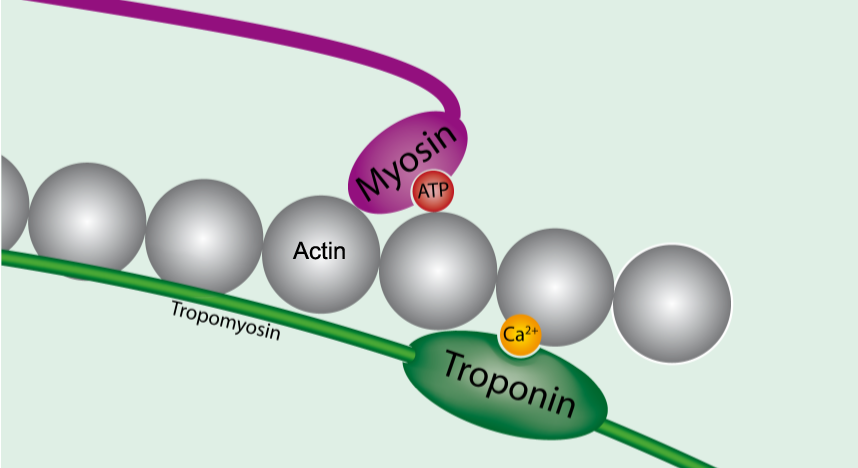 Myosin
ATP
Actin
Tropomyosin
Ca²⁺
Troponin